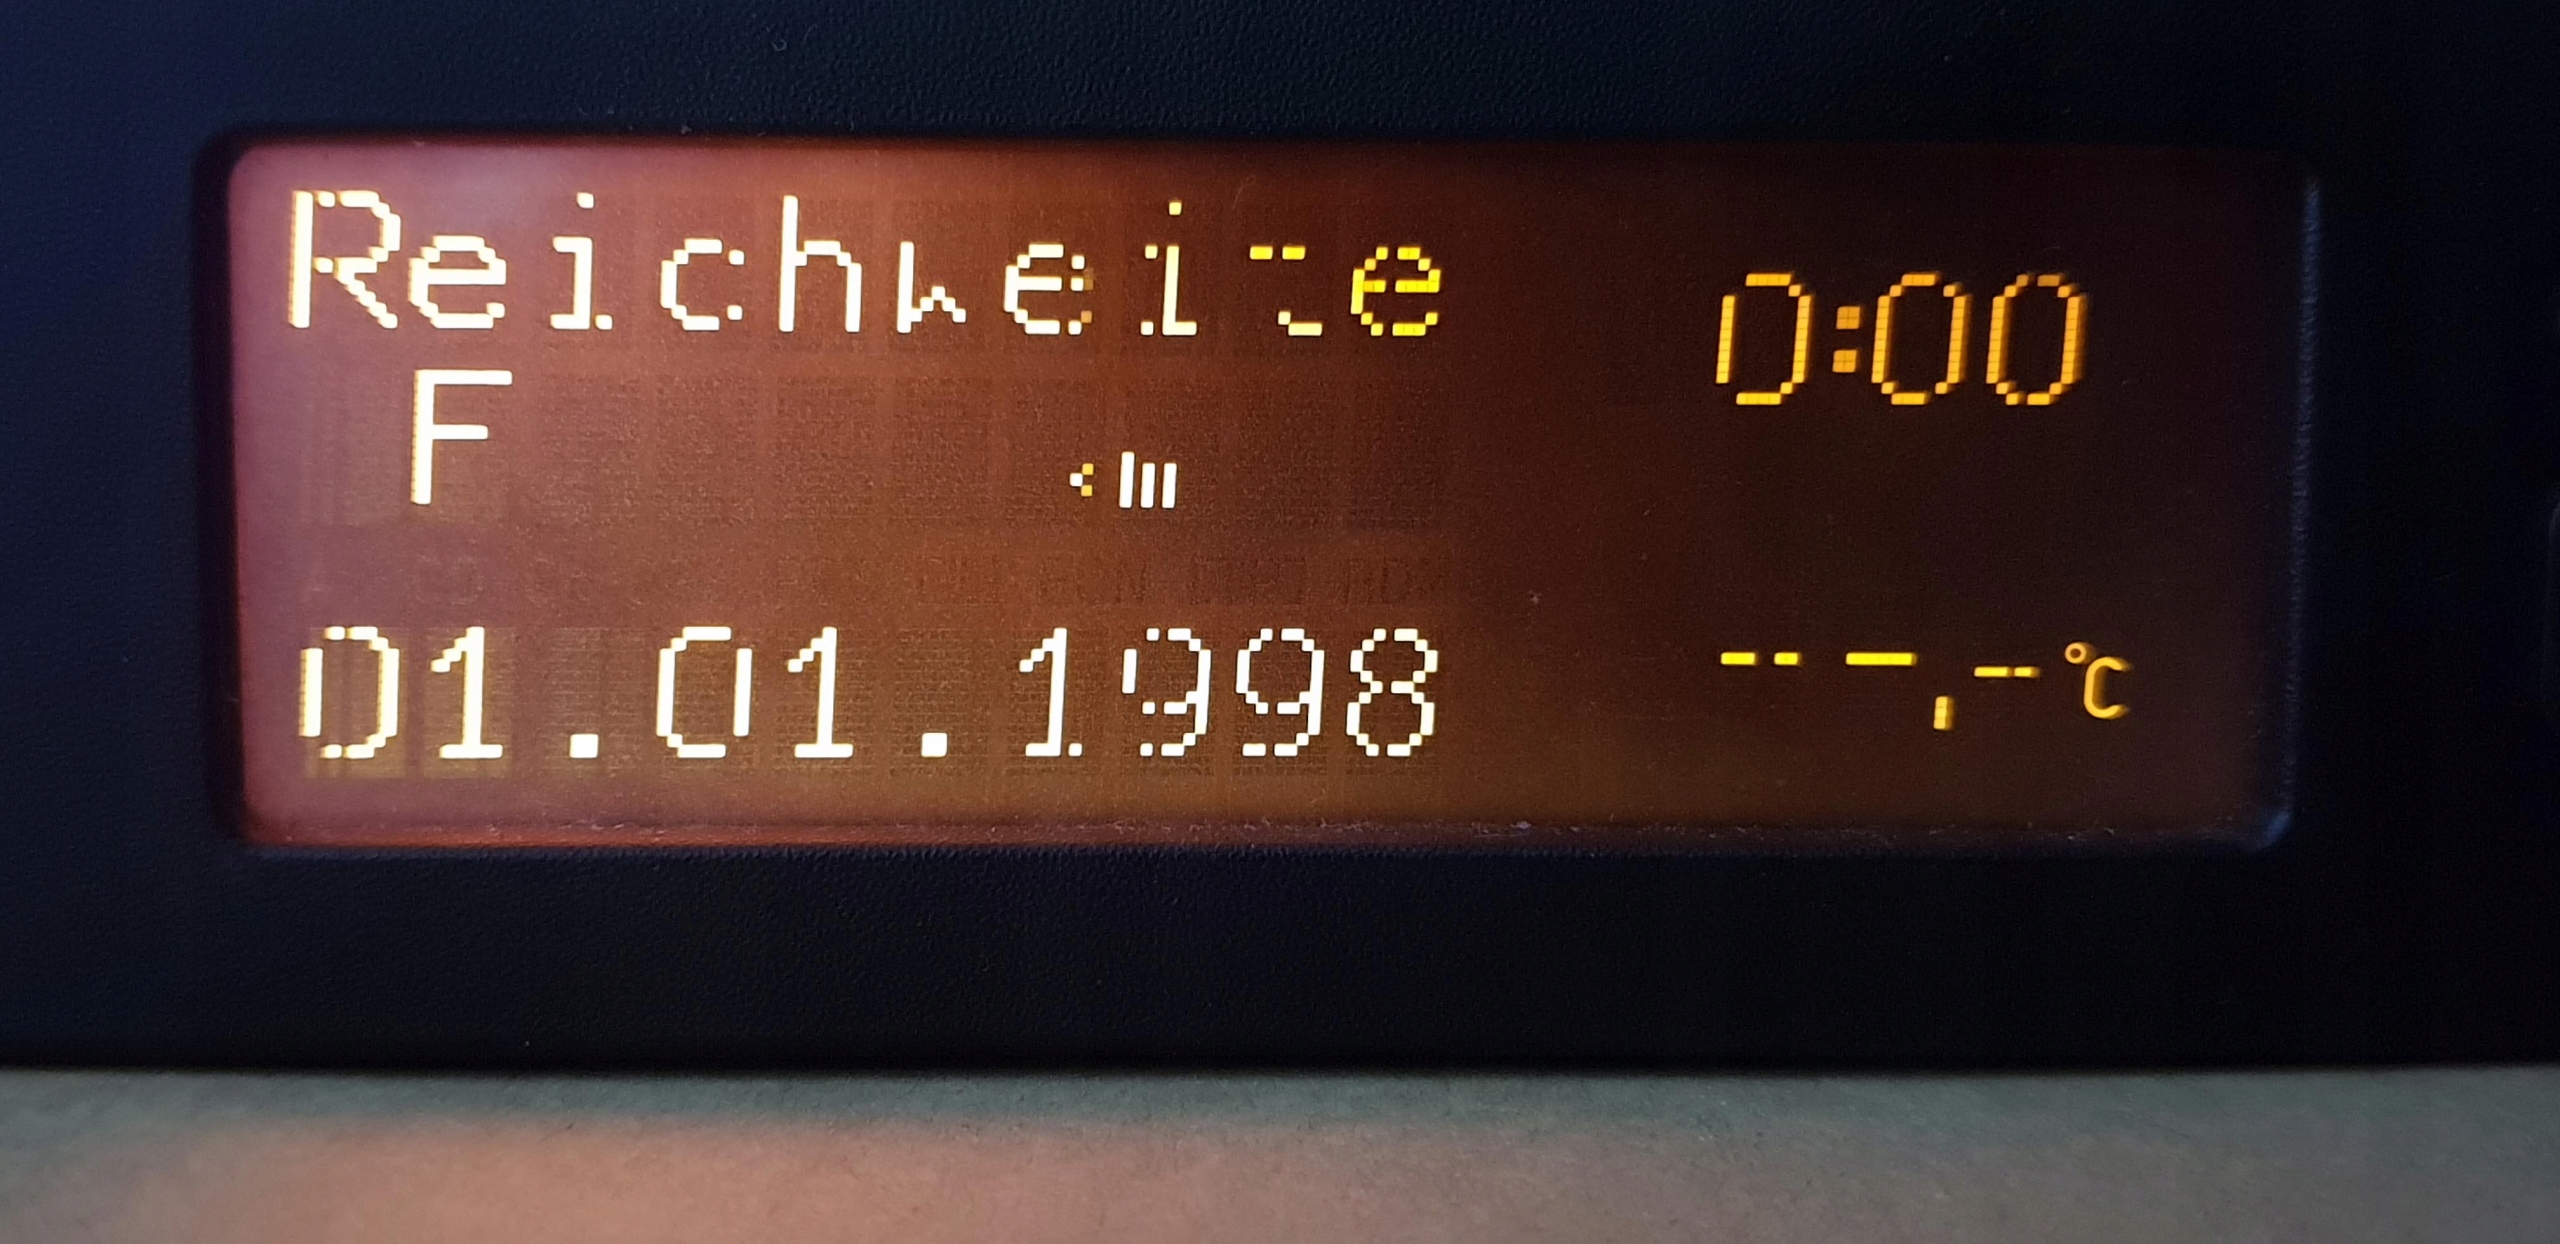 Reichweite 0:00
F
01.01.1998 --- -,- °C